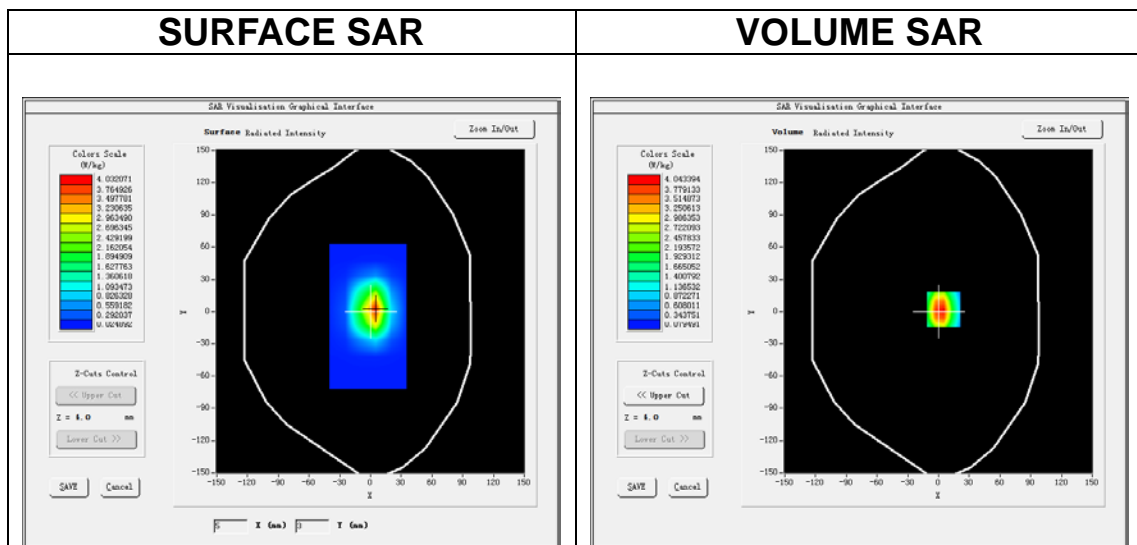 SURFACE SAR
VOLUME SAR
SAR Visualisation Graphical Interface
Surface Radiated Intensity
Zoom In/Out
Colors Scale
(W/kg)
4.032071
3.764926
3.497781
3.230635
2.963490
2.696345
2.429199
2.162054
1.894909
1.627763
1.360618
1.093473
0.826328
0.559182
0.292037
0.024892
Z-Cuts Control
<< Upper Cut
Z = 4.0 mm
Lower Cut >>
SAVE Cancel
150
120
90
60
30
0
-30
-60
-90
-120
-150
Y
-150 -120 -90 -60 -30 0 30 60 90 120 150
X
5 X (mm) 3 Y (mm)
SAR Visualisation Graphical Interface
Volume Radiated Intensity
Zoom In/Out
Colors Scale
(W/kg)
4.043394
3.779133
3.514873
3.250613
2.986353
2.722093
2.457833
2.193572
1.929312
1.665052
1.400792
1.136532
0.872271
0.608011
0.343751
0.079491
Z-Cuts Control
<< Upper Cut
Z = 4.0 mm
Lower Cut >>
SAVE Cancel
150
120
90
60
30
0
-30
-60
-90
-120
-150
Y
-150 -120 -90 -60 -30 0 30 60 90 120 150
X